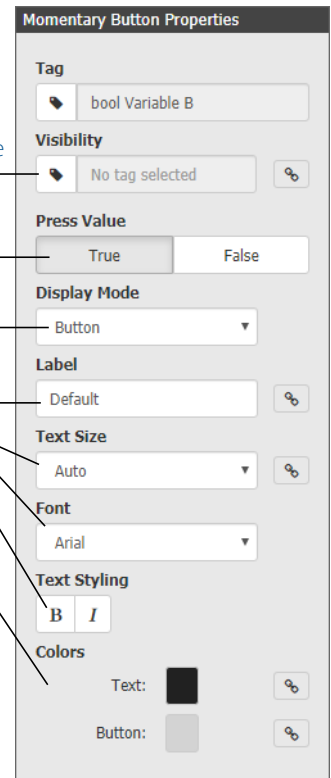 Momentary Button Properties
Tag
bool Variable B
Visibility
No tag selected
Press Value
True False
Display Mode
Button
Label
Default
Text Size
Auto
Font
Arial
Text Styling
B I
Colors
Text:
Button: